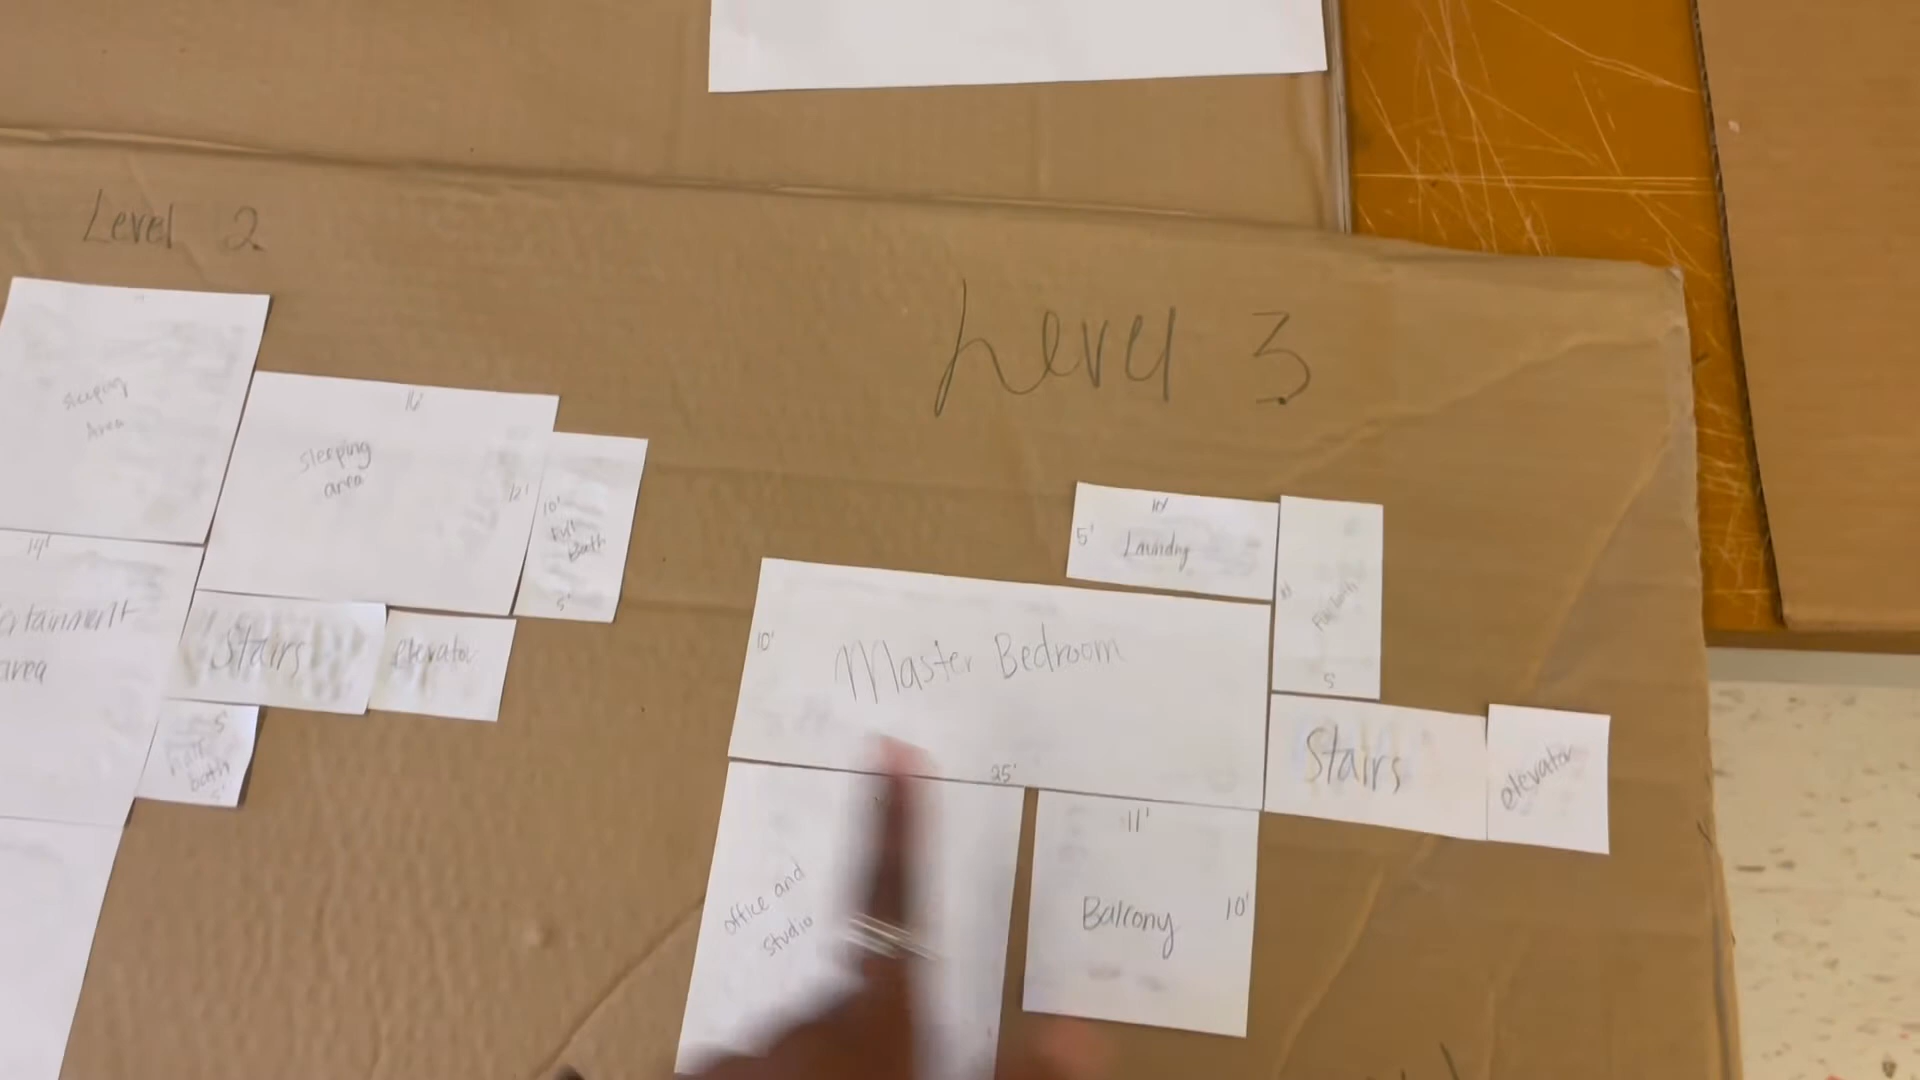 Level 2
sleeping
Area
16'
sleeping
area
12'
10'
Full
Bath
5'
14'
area
Stairs
elevator
5'
half
bath
5'
Level 3
10'
Laundry
5'
Full bath
5'
10'
Master Bedroom
25'
Stairs
elevator
office and
studio
11'
Balcony
10'